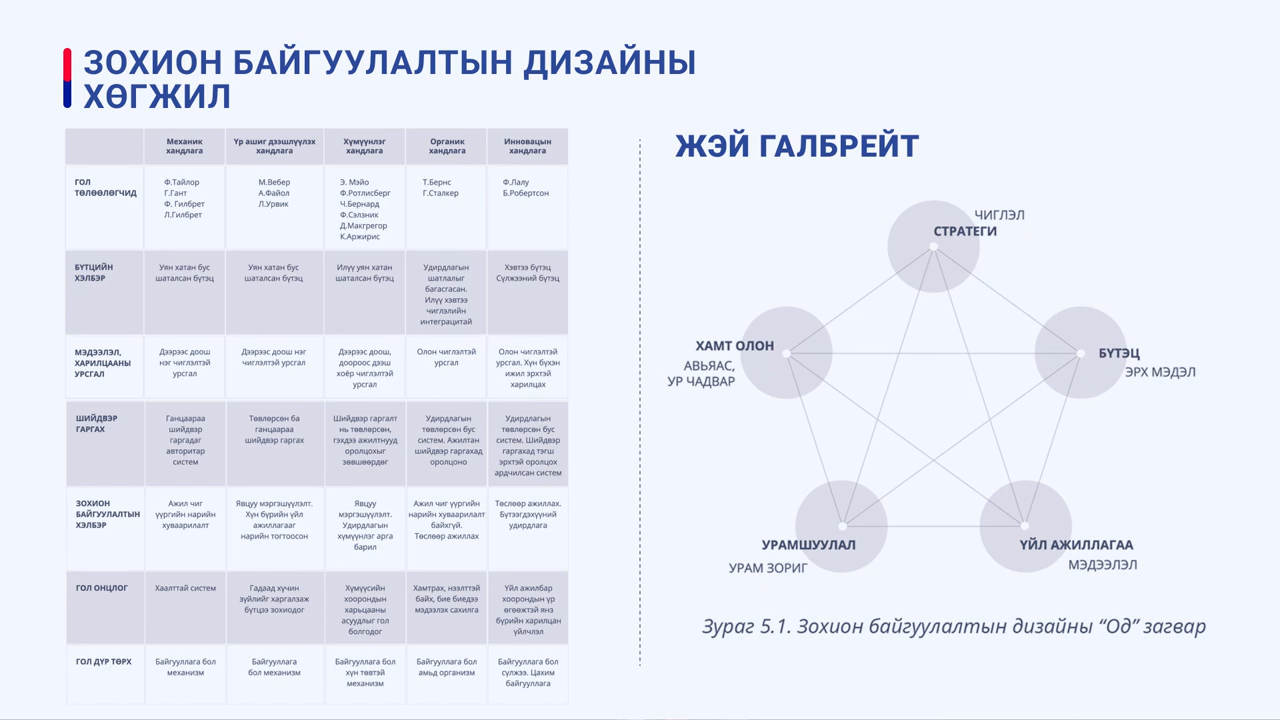 ЗОХИОН БАЙГУУЛАЛТЫН ДИЗАЙНЫ
ХӨГЖИЛ
Механик
хандлага
Үр ашиг дээшлүүлэх
хандлага
Хүмүүнлэг
хандлага
Органик
хандлага
Инновацын
хандлага
ГОЛ
ТӨЛӨӨЛӨГЧИД
Ф.Тайлор
Г.Гант
Ф. Гилбрет
Л.Гилбрет
М.Вебер
А.Файол
Л.Урвик
Э. Мэйо
Ф.Ротлисберг
Ч.Бернард
Ф.Сэлзник
Д.Макгрегор
К.Аржирис
Т.Бернс
Г.Сталкер
Ф.Лалу
Б.Робертсон
БҮТЦИЙН
ХЭЛБЭР
Уян хатан бус
шаталсан бүтэц
Уян хатан бус
шаталсан бүтэц
Илүү уян хатан
шаталсан бүтэц
Удирдлагын
шатлалыг
багасгасан.
Илүү хэвтээ
чиглэлийн
интеграцитай
Хэвтээ бүтэц
Сүлжээний бүтэц
МЭДЭЭЛЭЛ,
ХАРИЛЦААНЫ
УРСГАЛ
Дээрээс доош
нэг чиглэлтэй
урсгал
Дээрээс доош нэг
чиглэлтэй урсгал
Дээрээс доош,
доороос дээш
хоёр чиглэлтэй
урсгал
Олон чиглэлтэй
урсгал
Олон чиглэлтэй
урсгал. Хүн бүхэн
ижил эрхтэй
харилцах
ШИЙДВЭР
ГАРГАХ
Ганцаараа
шийдвэр
гаргадаг
авторитар
систем
Төвлөрсөн ба
ганцаараа
шийдвэр гаргах
Шийдвэр гаргалт
нь төвлөрсөн,
гэхдээ ажилтнууд
оролцохыг
зөвшөөрдөг
Удирдлагын
төвлөрсөн бус
систем. Ажилтан
шийдвэр гаргахад
оролцоно
Удирдлагын
төвлөрсөн бус
систем. Шийдвэр
гаргахад тэгш
эрхтэй оролцох
ардчилсан систем
ЗОХИОН
БАЙГУУЛАЛТЫН
ХЭЛБЭР
Ажил чиг
үүргийн нарийн
хуваарилалт
Явцуу мэргэшүүлэлт.
Хүн бүрийн үйл
ажиллагааг
нарийн тогтоосон
Явцуу
мэргэшүүлэлт.
Удирдлагын
хүмүүнлэг арга
барил
Ажил чиг үүргийн
нарийн хуваарилалт
байхгүй.
Төслөөр ажиллах
Төслөөр ажиллах.
Бүтээгдэхүүний
удирдлага
ГОЛ ОНЦЛОГ
Хаалттай систем
Гадаад хүчин
зүйлийг харгалзаж
бүтцээ зохиодог
Хүмүүсийн
хоорондын
харьцааны
асуудлыг гол
болгодог
Хамтрах, нээлттэй
байх, бие биедээ
мэдээлэх сахилга
Үйл ажилбар
хоорондын үр
өгөөжтэй янз
бүрийн харилцан
үйлчлэл
ГОЛ ДҮР ТӨРХ
Байгууллага бол
механизм
Байгууллага
бол механизм
Байгууллага бол
хүн төвтэй
механизм
Байгууллага бол
амьд организм
Байгууллага бол
сүлжээ. Цахим
байгууллага
ЖЭЙ ГАЛБРЕЙТ
ЧИГЛЭЛ
СТРАТЕГИ
ХАМТ ОЛОН
АВЬЯАС,
УР ЧАДВАР
БҮТЭЦ
ЭРХ МЭДЭЛ
УРАМШУУЛАЛ
УРАМ ЗОРИГ
ҮЙЛ АЖИЛЛАГАА
МЭДЭЭЛЭЛ
Зураг 5.1. Зохион байгуулалтын дизайны “Од” загвар